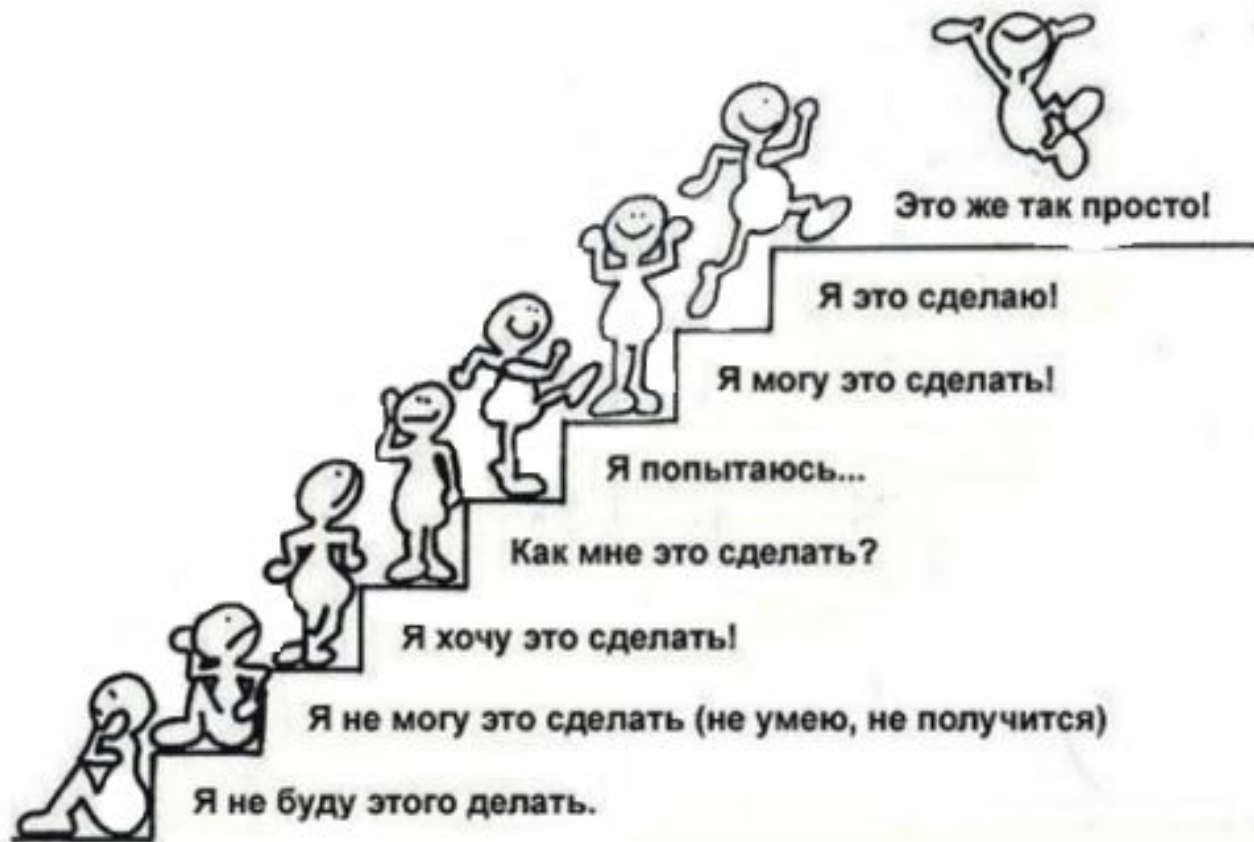 Это же так просто!
Я это сделаю!
Я могу это сделать!
Я попытаюсь...
Как мне это сделать?
Я хочу это сделать!
Я не могу это сделать (не умею, не получится)
Я не буду этого делать.